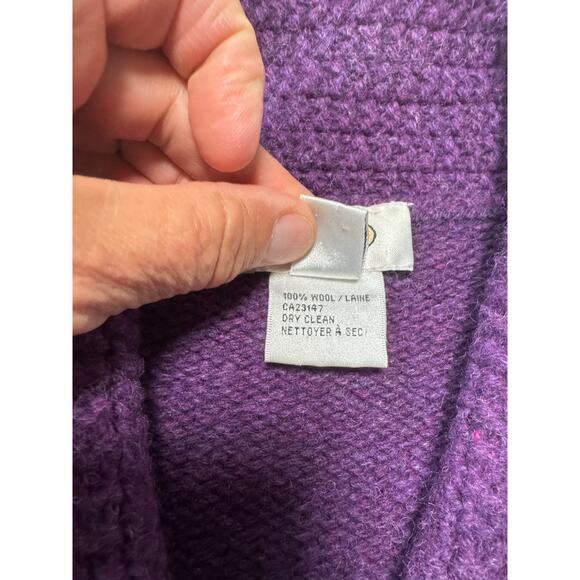 100% WOOL / LAINE
CA23147
DRY CLEAN
NETTOYER À SEC